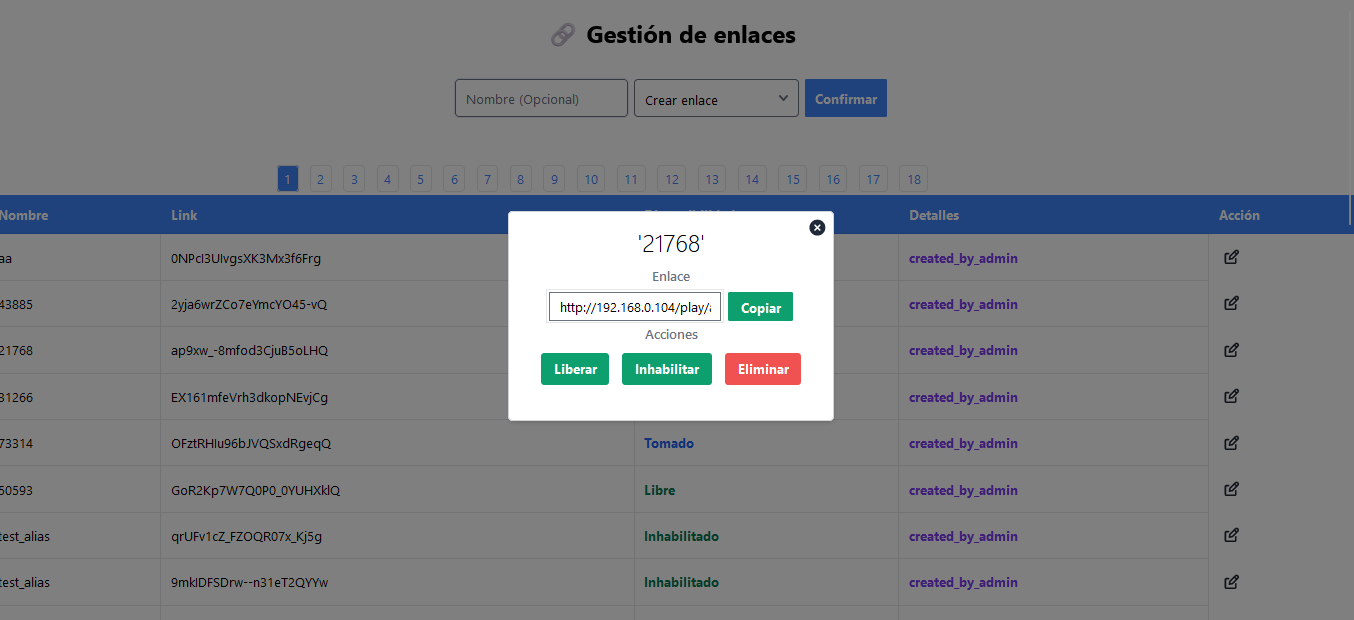 Gestión de enlaces
Nombre (Opcional)
Crear enlace
Confirmar
1 2 3 4 5 6 7 8 9 10 11 12 13 14 15 16 17 18
Nombre Link Detalles Acción
aa 0NPcI3UIvgsXK3Mx3f6Frg created_by_admin
43885 2yja6wrZCo7eYmcYO45-vQ created_by_admin
21768 ap9xw_-8mfod3CjuB5oLHQ created_by_admin
31266 EX161mfeVrh3dkopNEvjCg created_by_admin
73314 OFztRHIu96bJVQSxdRgeqQ Tomado created_by_admin
50593 GoR2Kp7W7Q0P0_0YUHXklQ Libre created_by_admin
test_alias qrUFv1cZ_FZOQR07x_Kj5g Inhabilitado created_by_admin
test_alias 9mkIDFSDrw--n31eT2QYYw Inhabilitado created_by_admin
'21768'
Enlace
http://192.168.0.104/play/a
Copiar
Acciones
Liberar
Inhabilitar
Eliminar